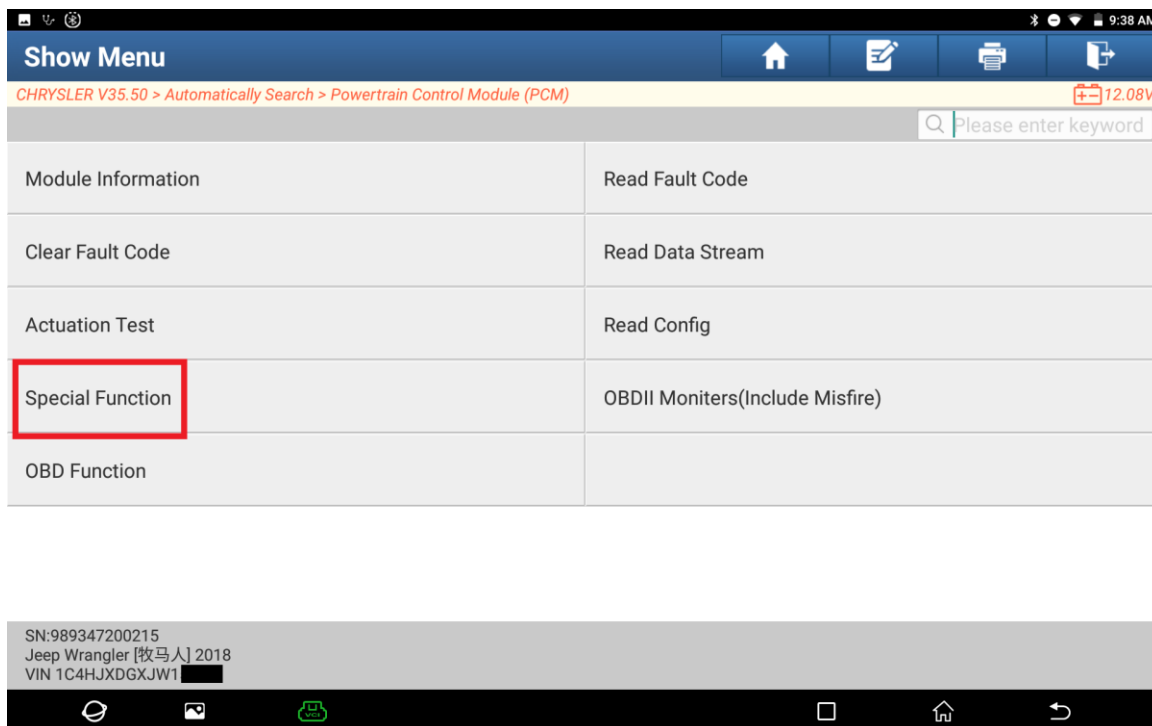 9:38 AM
Show Menu
CHRYSLER V35.50 > Automatically Search > Powertrain Control Module (PCM)
12.08V
Please enter keyword
Module Information
Read Fault Code
Clear Fault Code
Read Data Stream
Actuation Test
Read Config
Special Function
OBDII Moniters(Include Misfire)
OBD Function
SN:989347200215
Jeep Wrangler [牧马人] 2018
VIN 1C4HJXDGXJW1
VCI